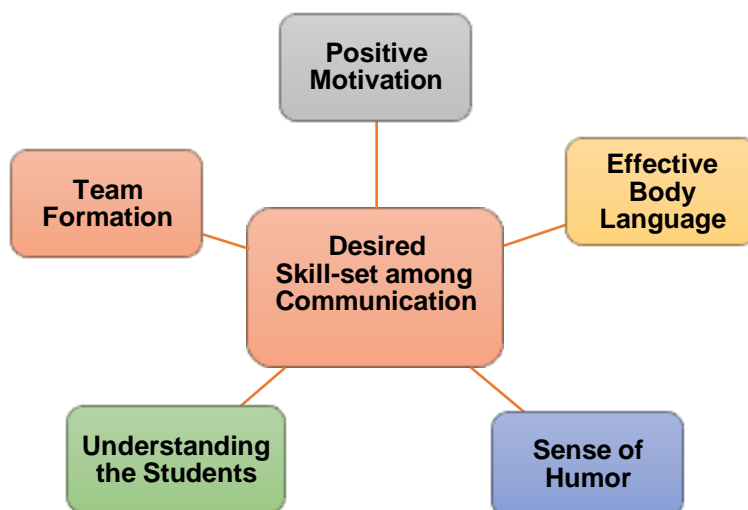 Positive
Motivation
Effective
Body
Language
Team
Formation
Desired
Skill-set among
Communication
Understanding
the Students
Sense of
Humor